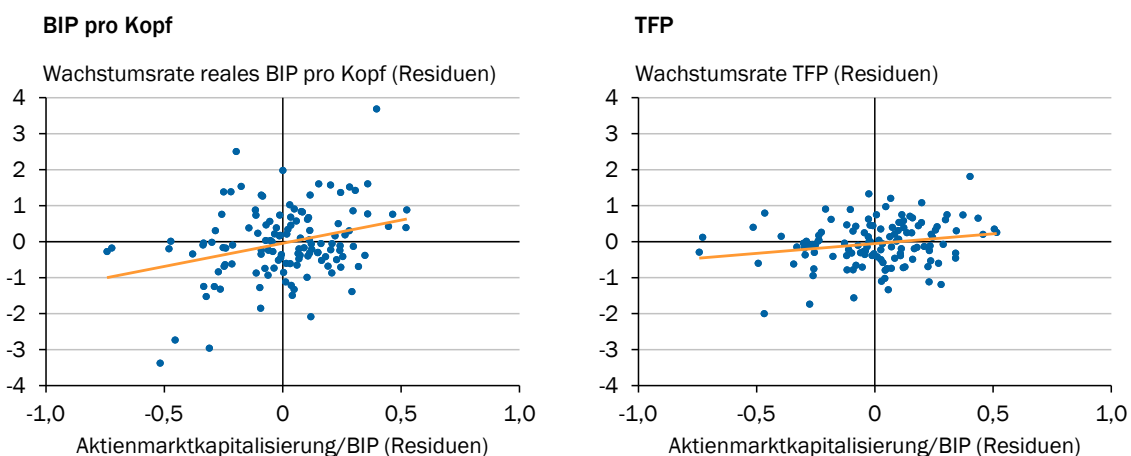 BIP pro Kopf
Wachstumsrate reales BIP pro Kopf (Residuen)
4
3
2
1
0
-1
-2
-3
-4
-1,0 -0,5 0 0,5 1,0
Aktienmarktkapitalisierung/BIP (Residuen)
TFP
Wachstumsrate TFP (Residuen)
4
3
2
1
0
-1
-2
-3
-4
-1,0 -0,5 0 0,5 1,0
Aktienmarktkapitalisierung/BIP (Residuen)